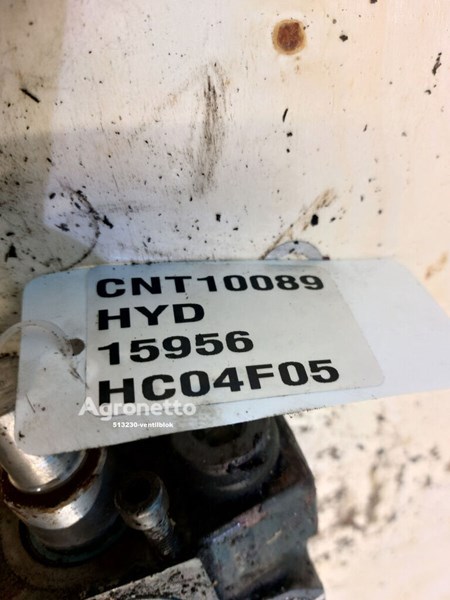 CNT10089
HYD
15956
HC04F05
Agronetto
513230-ventilblok